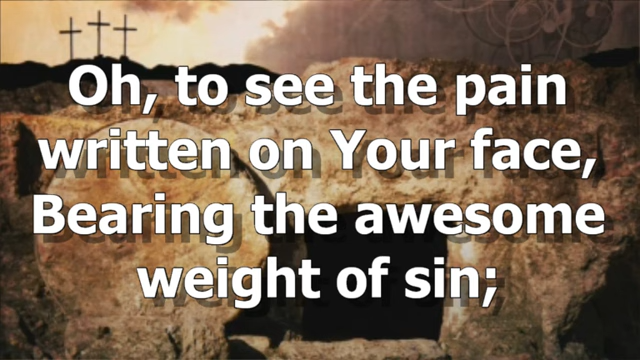 Oh, to see the pain
written on Your face,
Bearing the awesome
weight of sin;